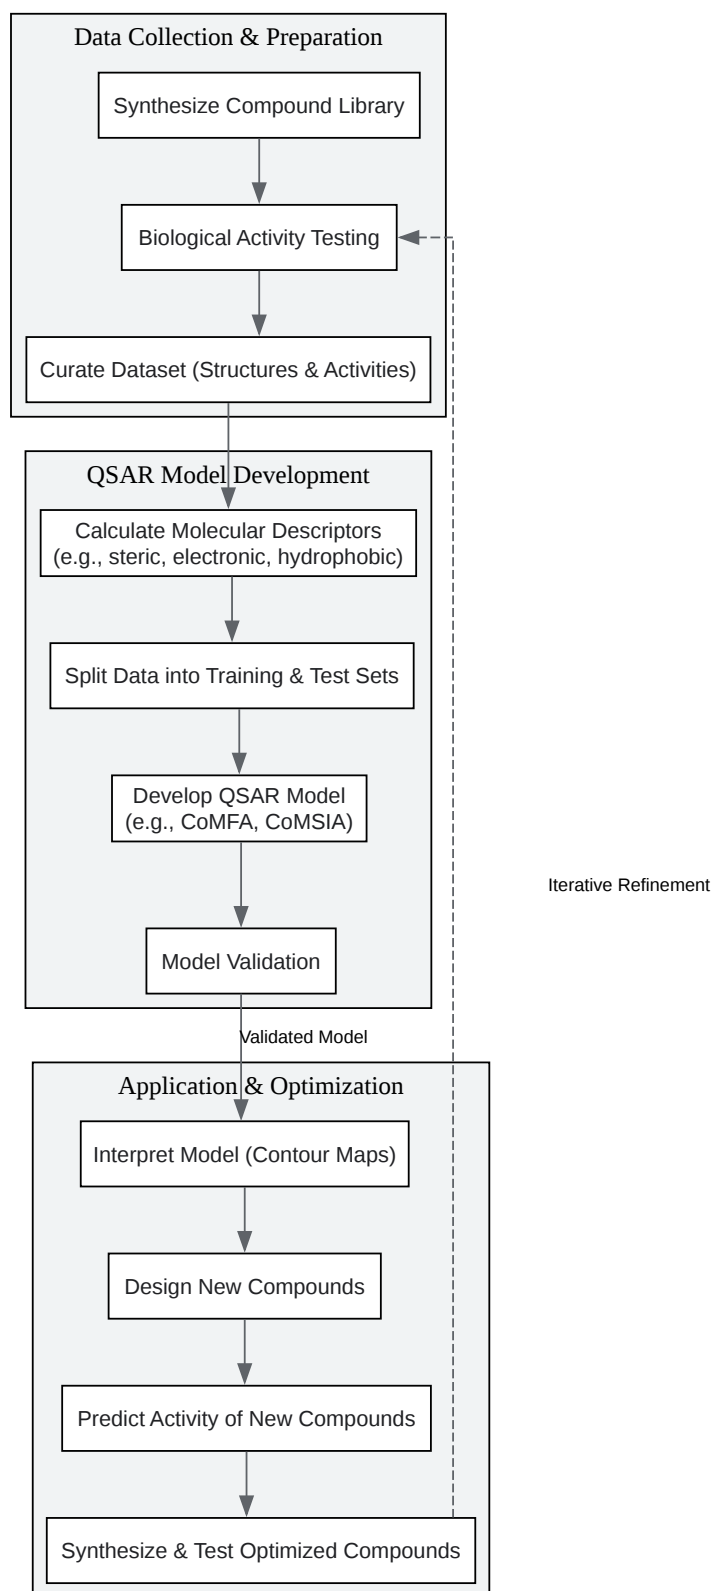 Data Collection & Preparation
Synthesize Compound Library
Biological Activity Testing
Curate Dataset (Structures & Activities)
QSAR Model Development
Calculate Molecular Descriptors
(e.g., steric, electronic, hydrophobic)
Split Data into Training & Test Sets
Develop QSAR Model
(e.g., CoMFA, CoMSIA)
Iterative Refinement
Model Validation
Validated Model
Application & Optimization
Interpret Model (Contour Maps)
Design New Compounds
Predict Activity of New Compounds
Synthesize & Test Optimized Compounds